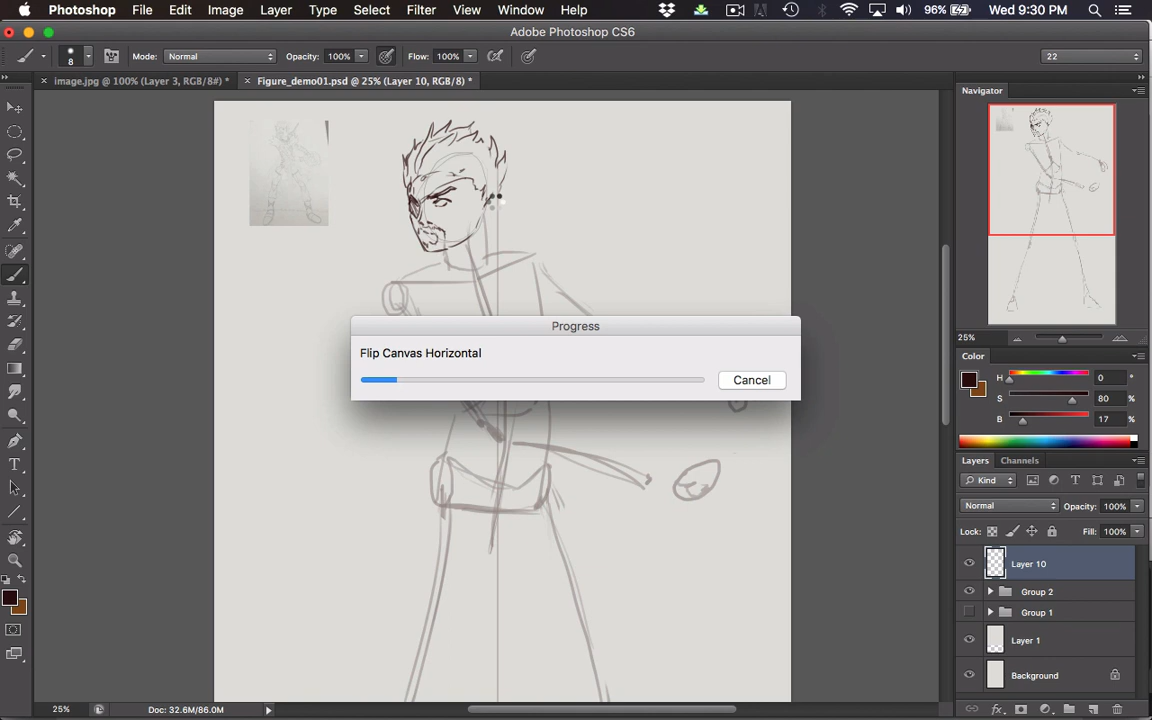 Photoshop File Edit Image Layer Type Select Filter View Window Help 96% Wed 9:30 PM
Adobe Photoshop CS6
8 Mode: Normal Opacity: 100% Flow: 100% 22
image.jpg @ 100% (Layer 3, RGB/8#) * Figure_demo01.psd @ 25% (Layer 10, RGB/8) *
Navigator
Progress
Flip Canvas Horizontal
Cancel
25%
Color
H 0 °
S 80 %
B 17 %
Layers Channels
Kind
Normal Opacity: 100%
Lock: Fill: 100%
Layer 10
Group 2
Group 1
Layer 1
Background
25% Doc: 32.6M/86.0M